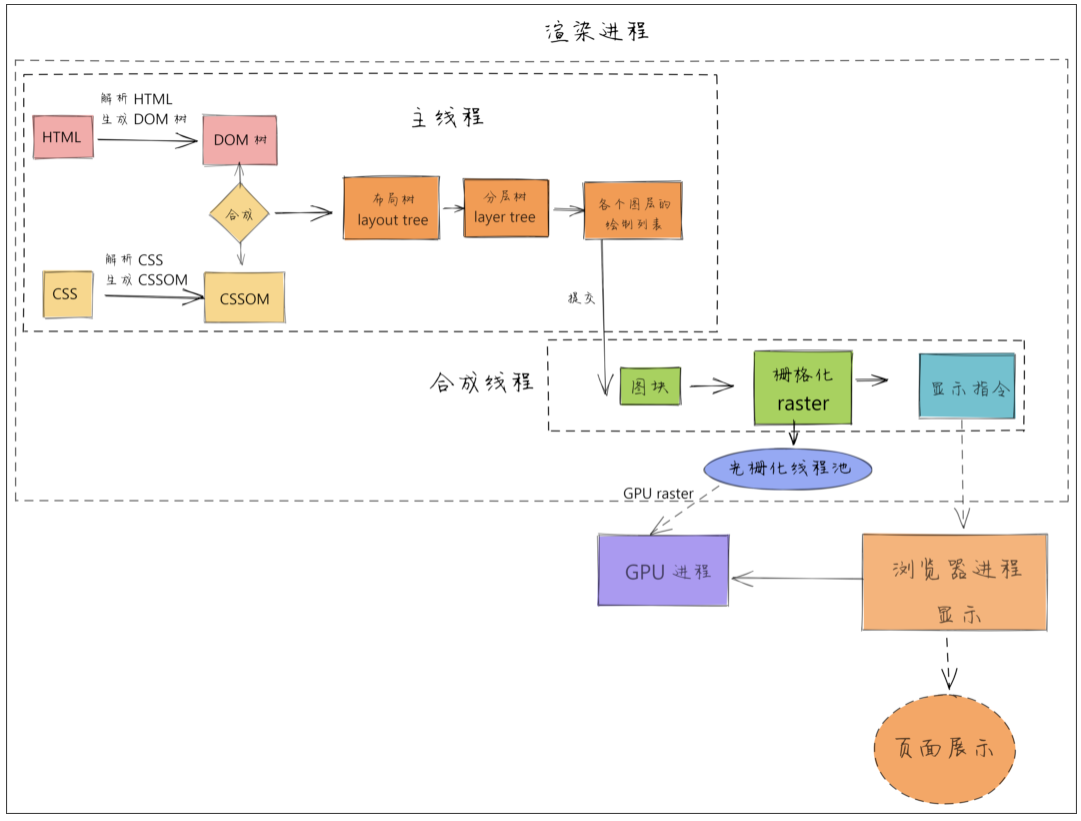 渲染进程
解析 HTML
生成 DOM 树
主线程
HTML
DOM 树
合成
布局树
layout tree
分层树
layer tree
各个图层的
绘制列表
解析 CSS
生成 CSSOM
CSS
CSSOM
提交
合成线程
图块
栅格化
raster
显示指令
光栅化线程池
GPU raster
GPU 进程
浏览器进程
显示
页面展示